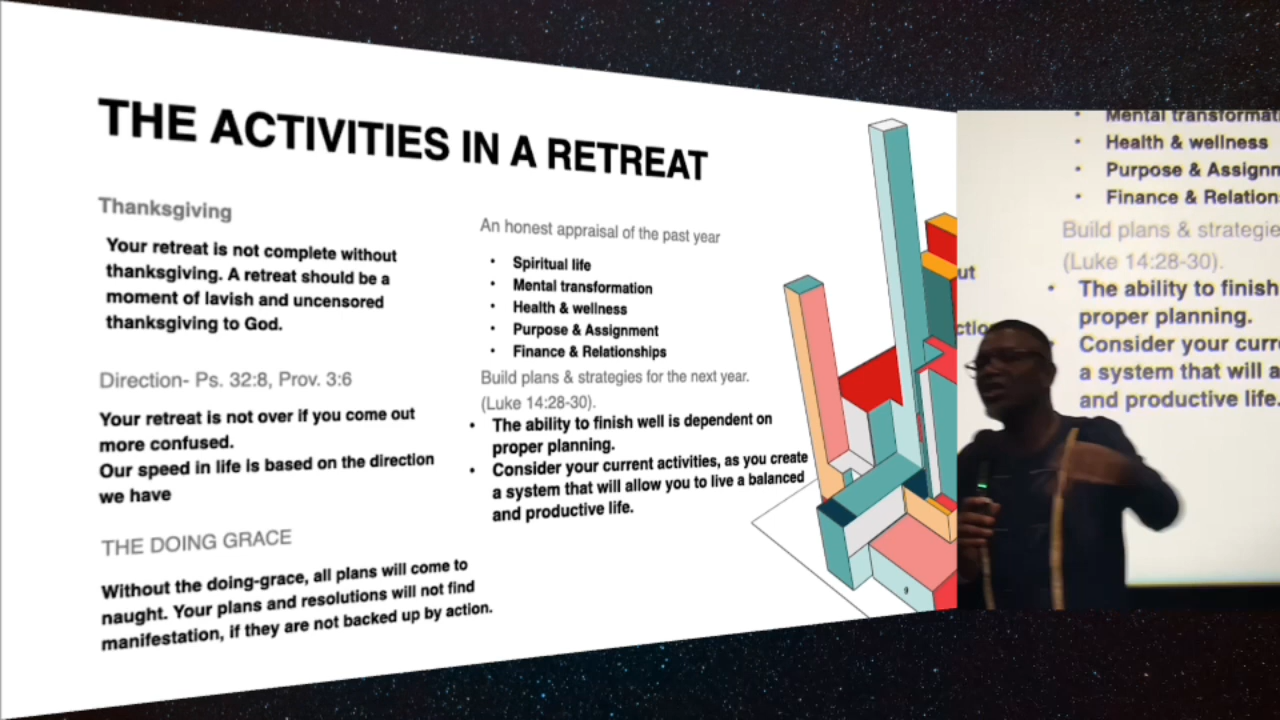 THE ACTIVITIES IN A RETREAT
Thanksgiving
Your retreat is not complete without
thanksgiving. A retreat should be a
moment of lavish and uncensored
thanksgiving to God.
Direction- Ps. 32:8, Prov. 3:6
Your retreat is not over if you come out
more confused.
Our speed in life is based on the direction
we have
THE DOING GRACE
Without the doing-grace, all plans will come to
naught. Your plans and resolutions will not find
manifestation, if they are not backed up by action.
An honest appraisal of the past year
• Spiritual life
• Mental transformation
• Health & wellness
• Purpose & Assignment
• Finance & Relationships
Build plans & strategies for the next year.
(Luke 14:28-30).
• The ability to finish well is dependent on
proper planning.
• Consider your current activities, as you create
a system that will allow you to live a balanced
and productive life.
9
• Mental transformat
• Health & wellness
• Purpose & Assignn
• Finance & Relation
Build plans & strategie
(Luke 14:28-30).
• The ability to finish
proper planning.
Consider your curr
a system that will a
and productive life.
ut
ctio